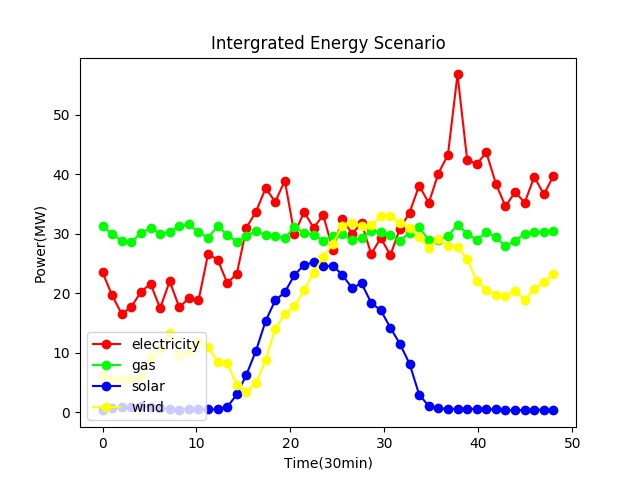 Intergrated Energy Scenario
Power(MW)
50
40
30
20
10
0
electricity
gas
solar
wind
0 10 20 30 40 50
Time(30min)